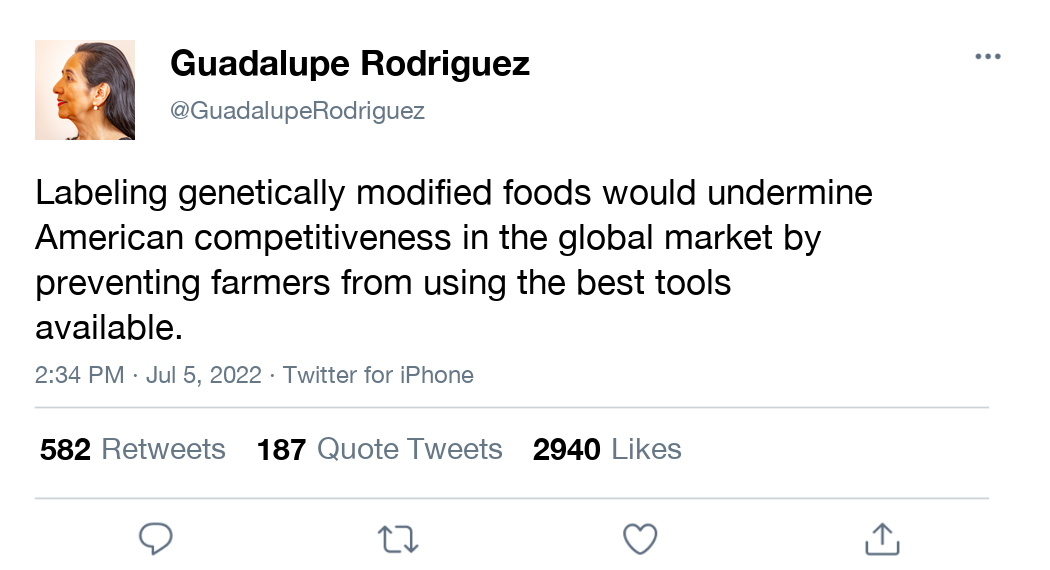 Guadalupe Rodriguez
@GuadalupeRodriguez
Labeling genetically modified foods would undermine
American competitiveness in the global market by
preventing farmers from using the best tools
available.
2:34 PM · Jul 5, 2022 · Twitter for iPhone
582 Retweets 187 Quote Tweets 2940 Likes